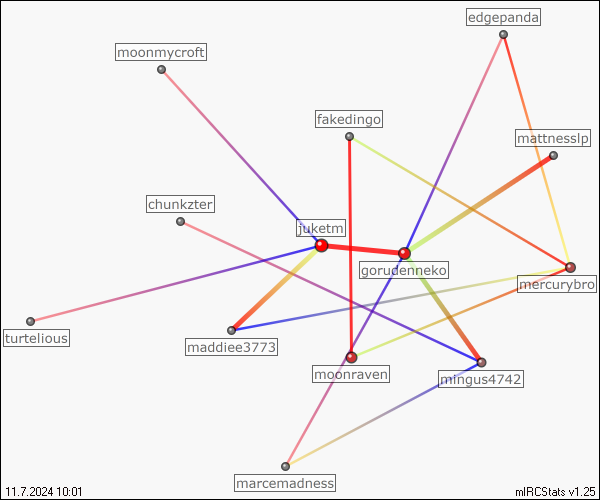 edgepanda
moonmycroft
fakedingo
mattnesslp
chunkzter
juketm
gorudenneko
mercurybro
turtelious
maddiee3773
moonraven
mingus4742
marcemadness
11.7.2024 10:01
mIRCStats v1.25